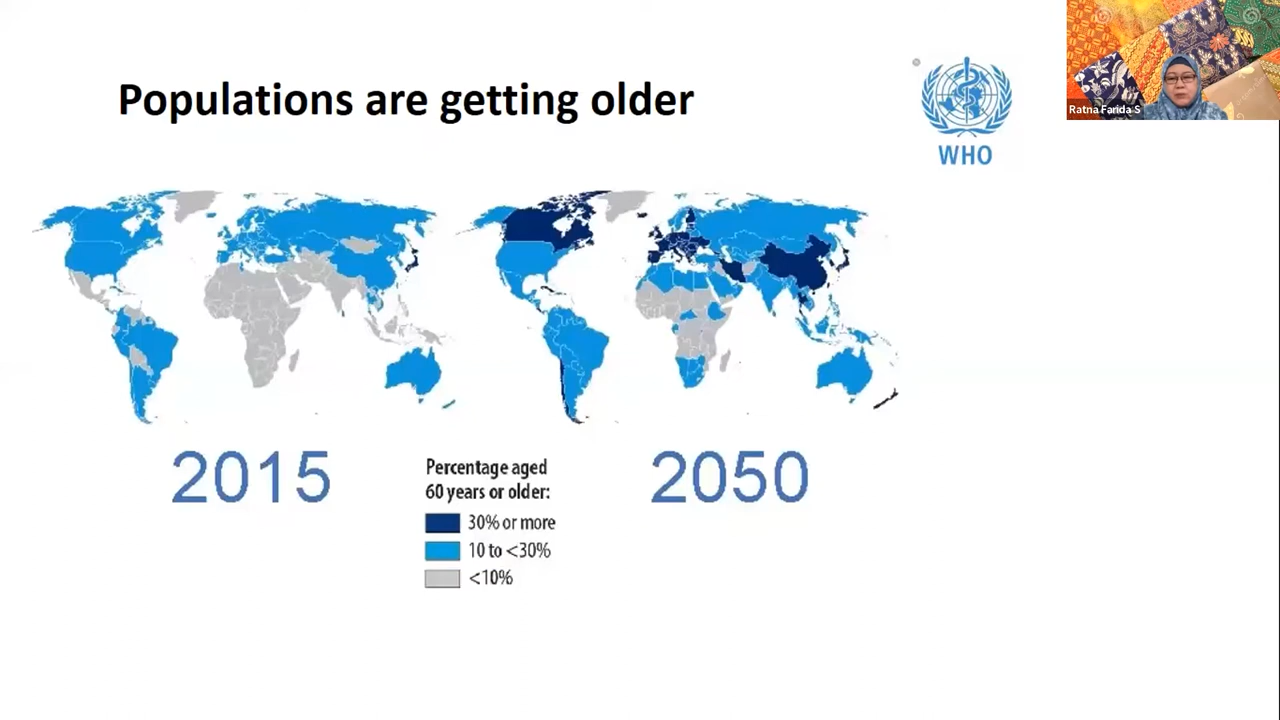 Populations are getting older
WHO
Ratna Farida S
2015
2050
Percentage aged
60 years or older:
30% or more
10 to <30%
<10%